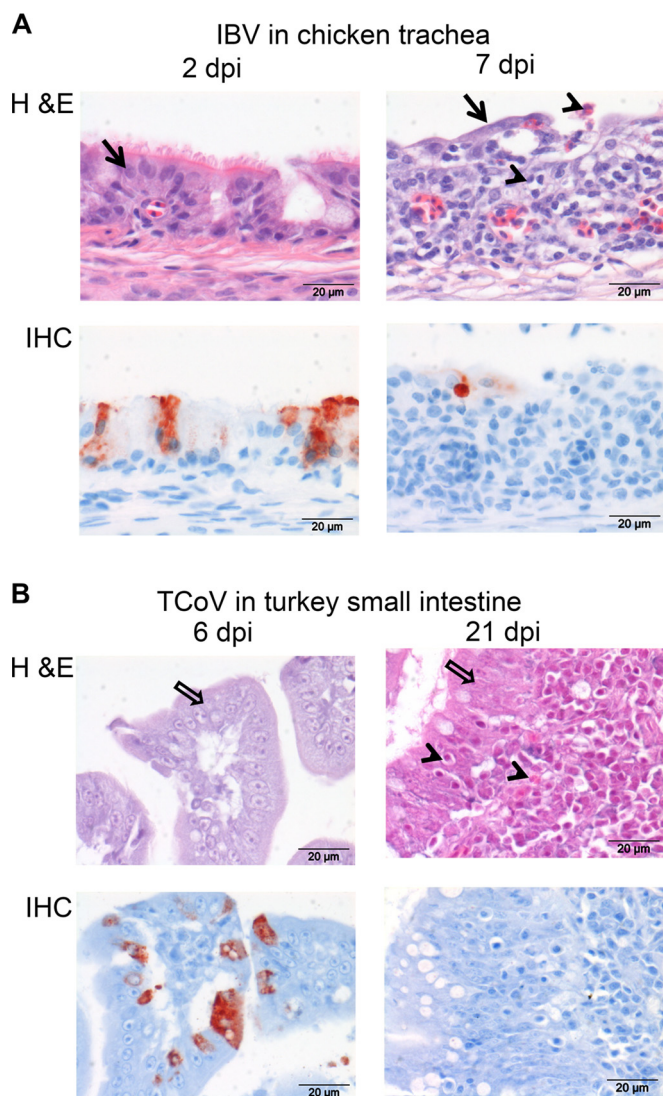 A
IBV in chicken trachea
2 dpi
7 dpi
H &E
20 µm
20 µm
IHC
20 µm
20 µm
B
TCoV in turkey small intestine
6 dpi
21 dpi
H &E
20 µm
20 µm
IHC
20 µm
20 µm